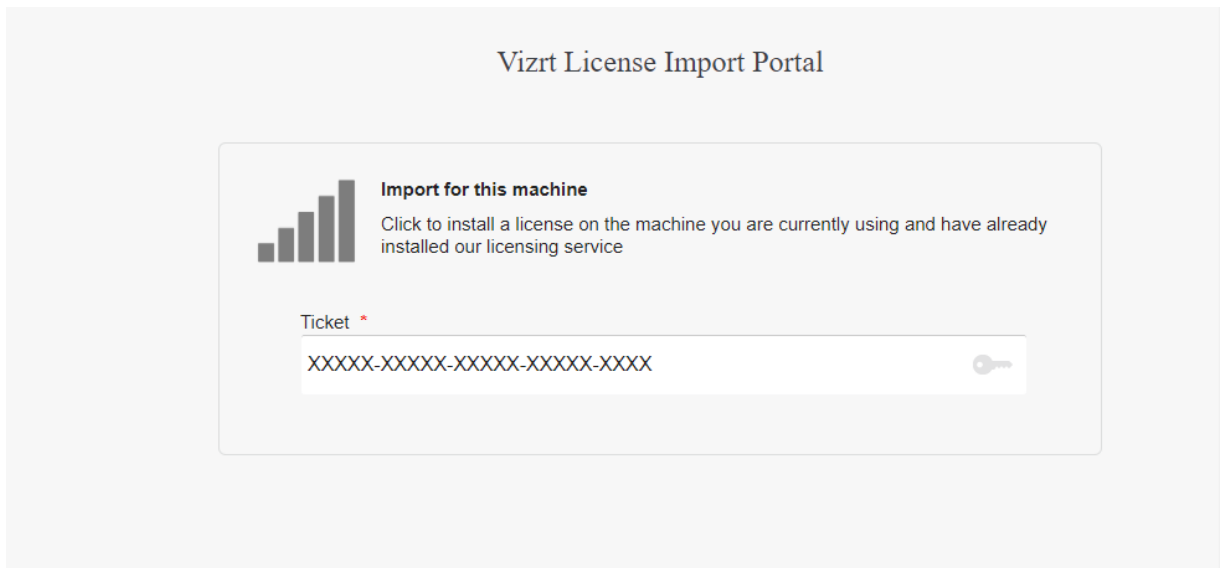 Vizrt License Import Portal
Import for this machine
Click to install a license on the machine you are currently using and have already
installed our licensing service
Ticket *
XXXXX-XXXXX-XXXXX-XXXXX-XXXX